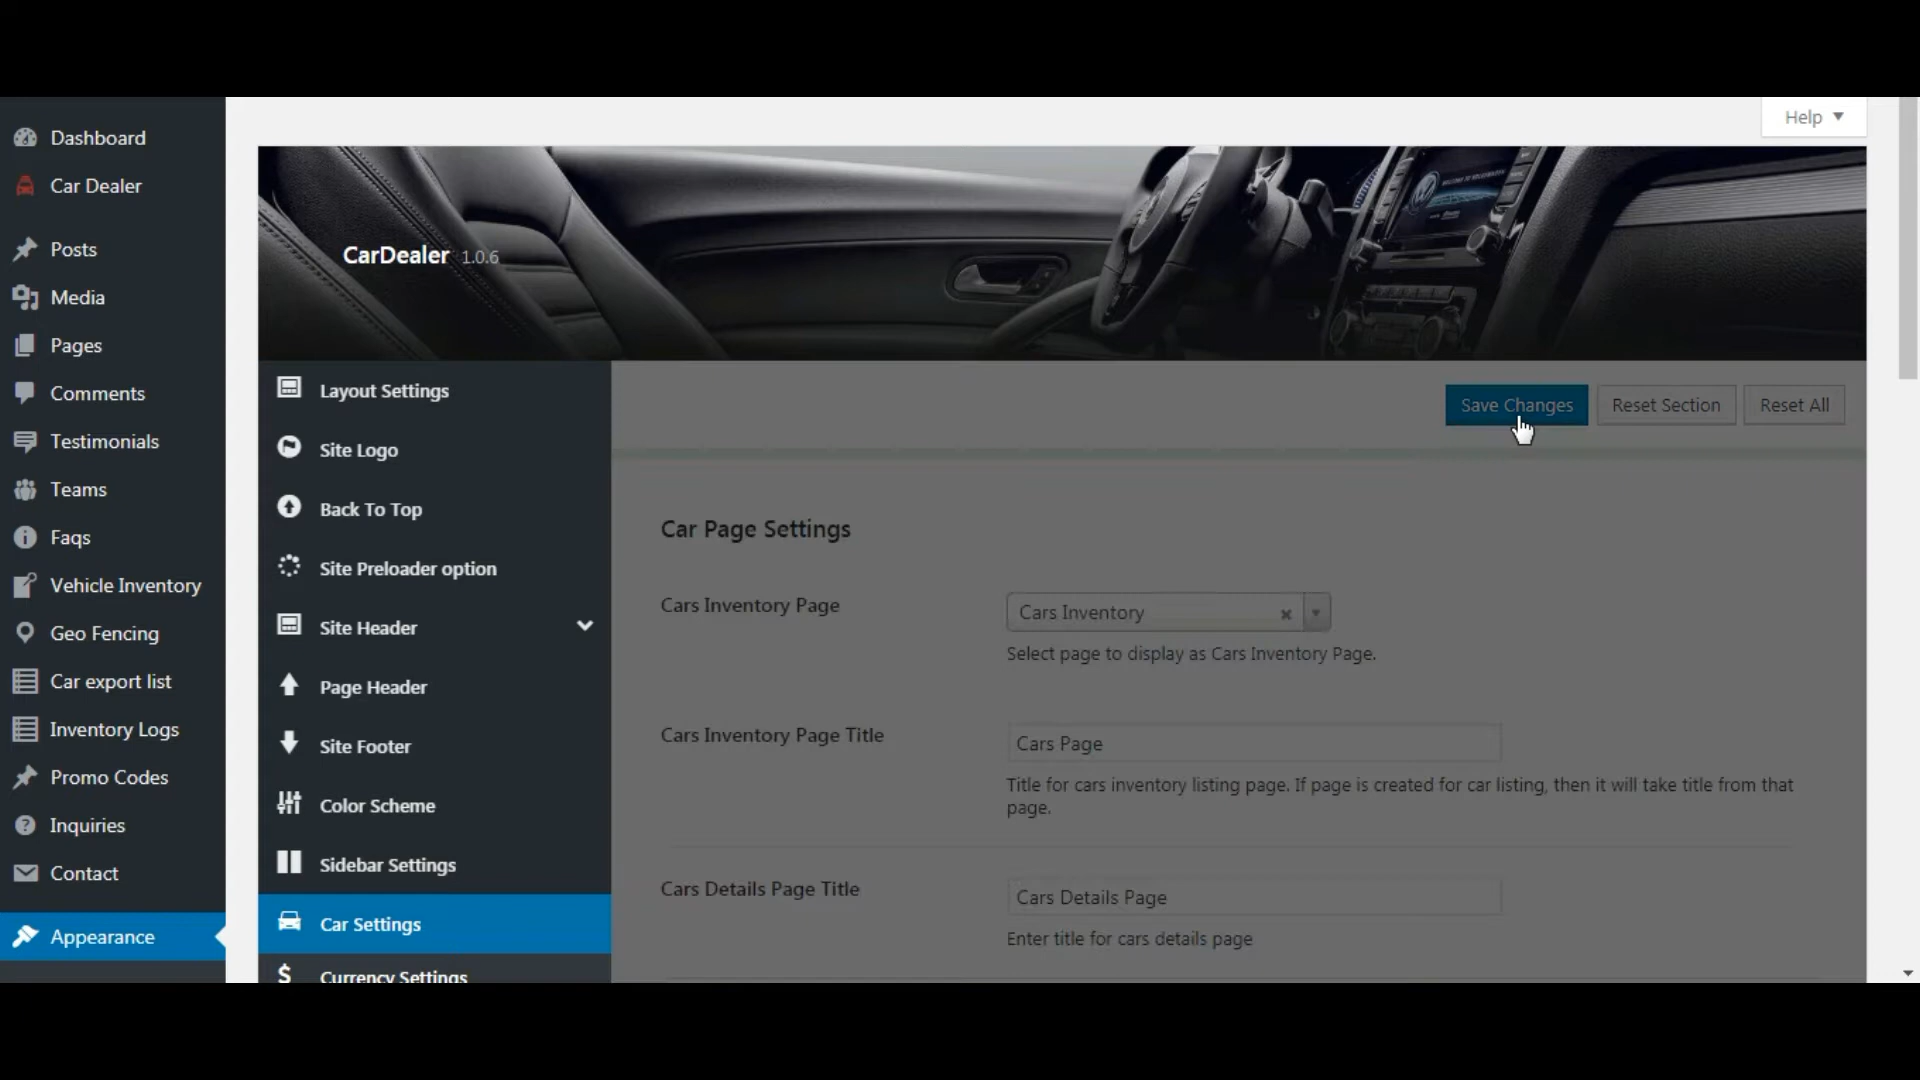 Help
Dashboard
Car Dealer
Posts
Media
Pages
Comments
Testimonials
Teams
Faqs
Vehicle Inventory
Geo Fencing
Car export list
Inventory Logs
Promo Codes
Inquiries
Contact
Appearance
CarDealer 1.0.6
WELCOME TO VOLKSWAGEN
Layout Settings
Site Logo
Back To Top
Site Preloader option
Site Header
Page Header
Site Footer
Color Scheme
Sidebar Settings
Car Settings
Currency Settings
Save Changes Reset Section Reset All
Car Page Settings
Cars Inventory Page
Cars Inventory
Select page to display as Cars Inventory Page.
Cars Inventory Page Title
Cars Page
Title for cars inventory listing page. If page is created for car listing, then it will take title from that
page.
Cars Details Page Title
Cars Details Page
Enter title for cars details page